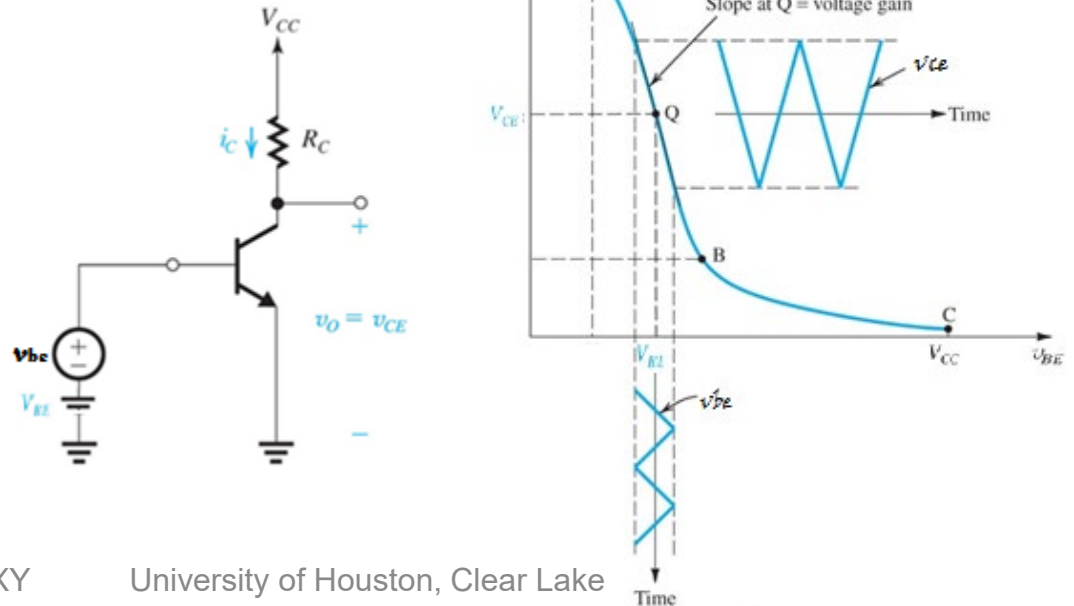 V_CC
i_C
R_C
+
v_O = v_CE
−
vbe
+
−
V_BE
Slope at Q = voltage gain
vce
V_CE
Q
Time
B
C
V_CC
v_BE
vbe
Time
University of Houston, Clear Lake